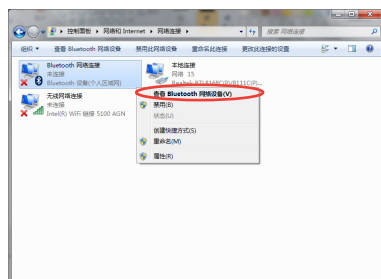 控制面板 ▸ 网络和 Internet ▸ 网络连接 ▸
搜索 网络连接
组织 ▾ 查看 Bluetooth 网络设备 禁用此网络设备 重命名此连接 更改此连接的设置
Bluetooth 网络连接
未连接
Bluetooth 设备(个人区域网)
本地连接
网络 15
Realtek RTL8168C(P)/8111C(P)...
无线网络连接
未连接
Intel(R) WiFi 链接 5100 AGN
查看 Bluetooth 网络设备(V)
禁用(B)
状态(U)
创建快捷方式(S)
重命名(M)
属性(R)